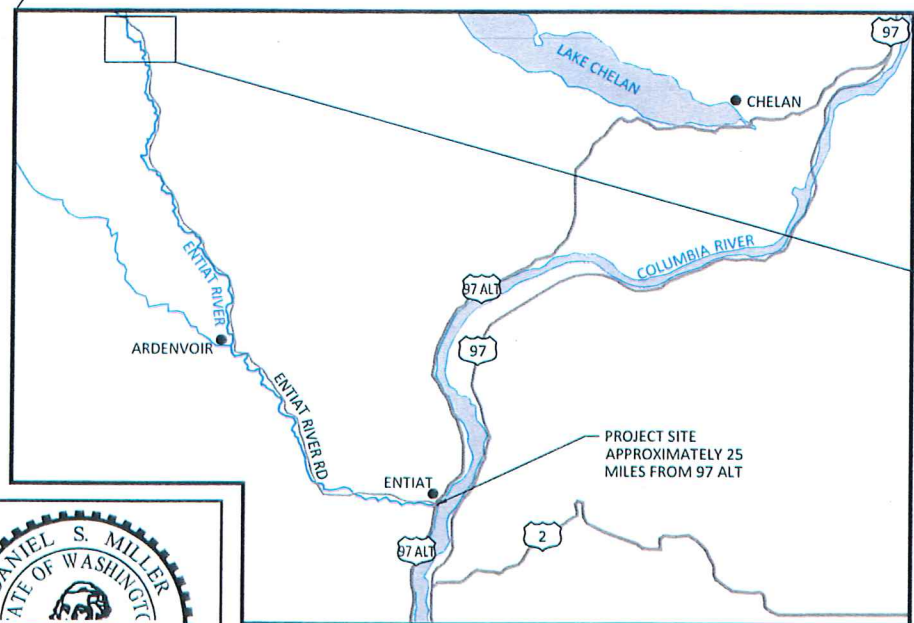 97
LAKE CHELAN
CHELAN
COLUMBIA RIVER
97 ALT
ENTIAT RIVER
97
ARDENVOIR
ENTIAT RIVER RD
PROJECT SITE
APPROXIMATELY 25
MILES FROM 97 ALT
ENTIAT
2
97 ALT
DANIEL S. MILLER
STATE OF WASHINGTO